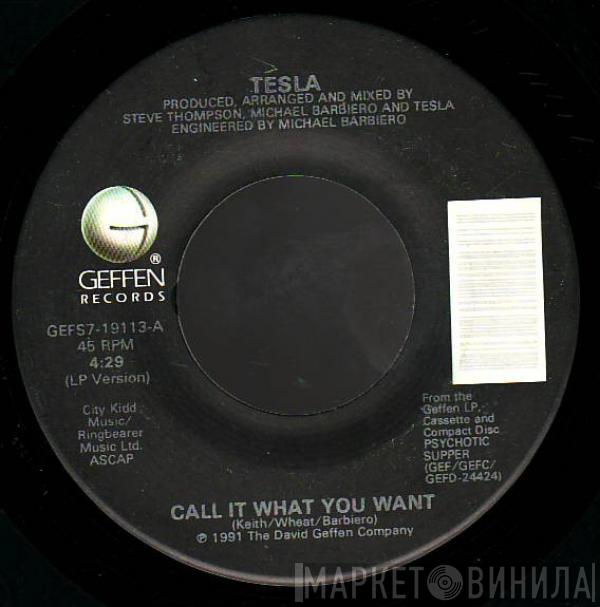 TESLA
PRODUCED, ARRANGED AND MIXED BY
STEVE THOMPSON, MICHAEL BARBIERO AND TESLA
ENGINEERED BY MICHAEL BARBIERO
®
GEFFEN
RECORDS
GEFS7-19113-A
45 RPM
4:29
(LP Version)
City Kidd
Music/
Ringbearer
Music Ltd.
ASCAP
From the
Geffen LP,
Cassette and
Compact Disc
PSYCHOTIC
SUPPER
(GEF/GEFC/
GEFD-24424)
CALL IT WHAT YOU WANT
(Keith/Wheat/Barbiero)
℗ 1991 The David Geffen Company
МАРКЕТ ВИНИЛА